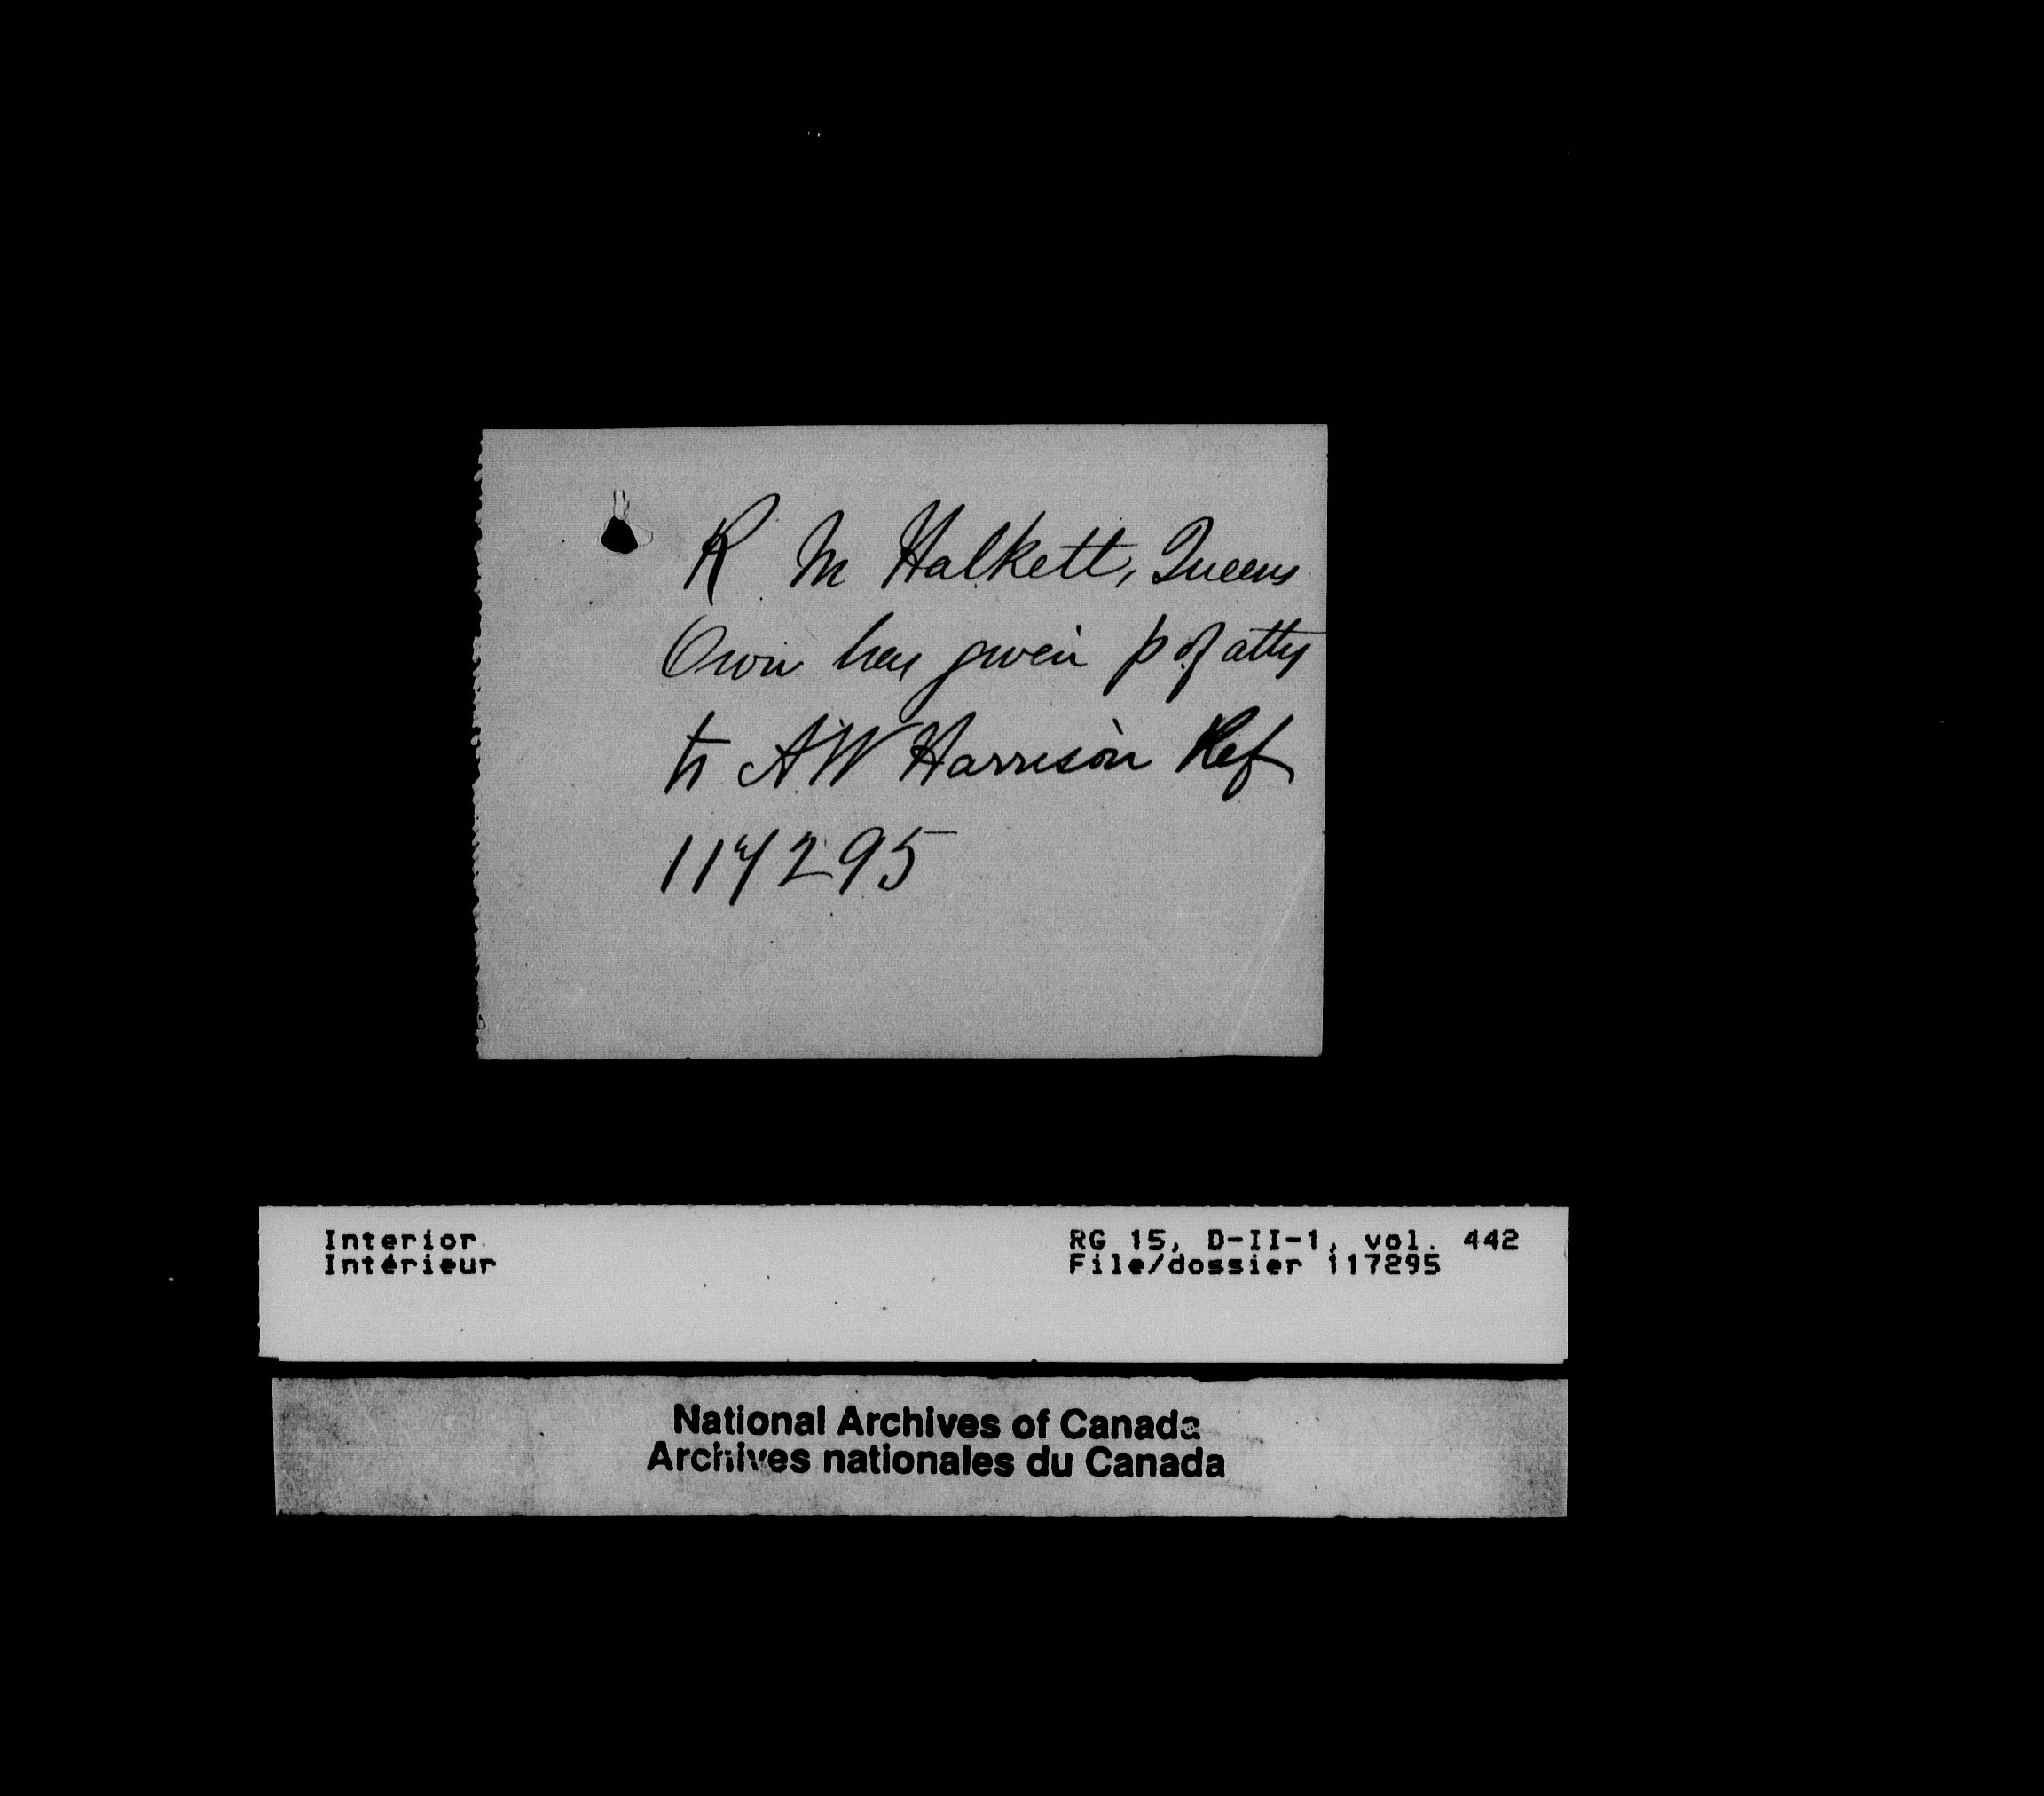 R M Halkett, Queens
Own has given p of atty
to A W Harrison Ref
117295
Interior
Intérieur
RG 15, D-II-1, vol. 442
File/dossier 117295
National Archives of Canada
Archives nationales du Canada